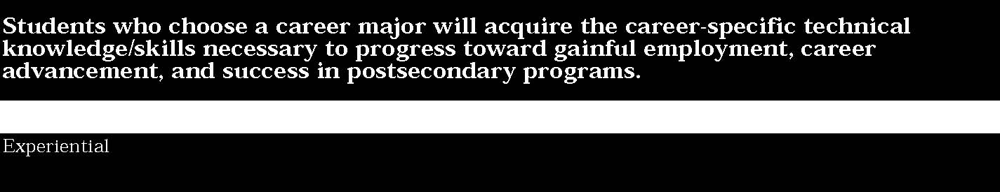 Students who choose a career major will acquire the career-specific technical
knowledge/skills necessary to progress toward gainful employment, career
advancement, and success in postsecondary programs.
Experiential